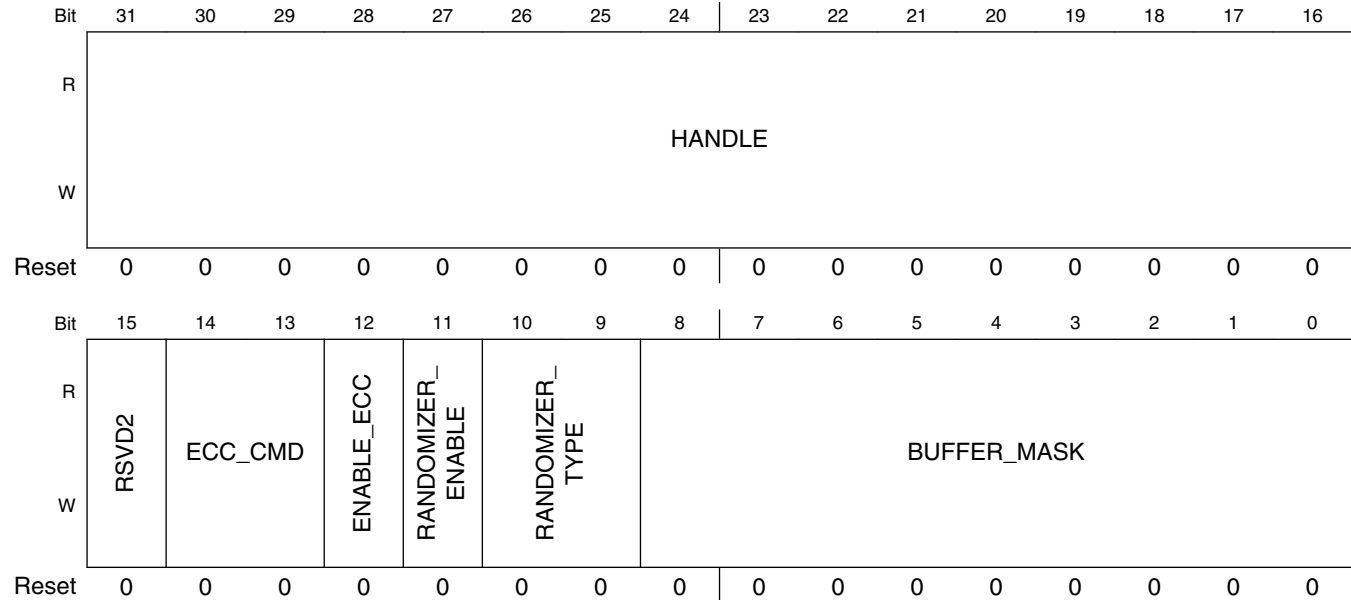 Bit 31 30 29 28 27 26 25 24 23 22 21 20 19 18 17 16
R
HANDLE
W
Reset 0 0 0 0 0 0 0 0 0 0 0 0 0 0 0 0
Bit 15 14 13 12 11 10 9 8 7 6 5 4 3 2 1 0
R
RSVD2
ECC_CMD
ENABLE_ECC
RANDOMIZER_
ENABLE
RANDOMIZER_
TYPE
BUFFER_MASK
W
Reset 0 0 0 0 0 0 0 0 0 0 0 0 0 0 0 0